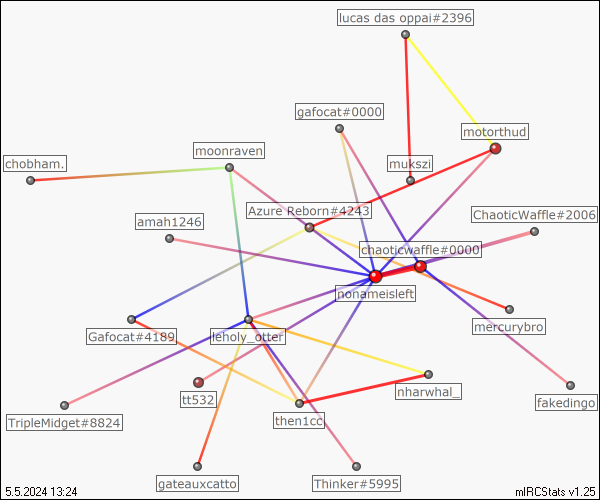 lucas das oppai#2396
gafocat#0000
motorthud
moonraven
chobham.
mukszi
Azure Reborn#4243
ChaoticWaffle#2006
amah1246
chaoticwaffle#0000
nonameisleft
Gafocat#4189
leholy_otter
mercurybro
tt532
nharwhal_
fakedingo
TripleMidget#8824
then1cc
gateauxcatto
Thinker#5995
5.5.2024 13:24
mIRCStats v1.25